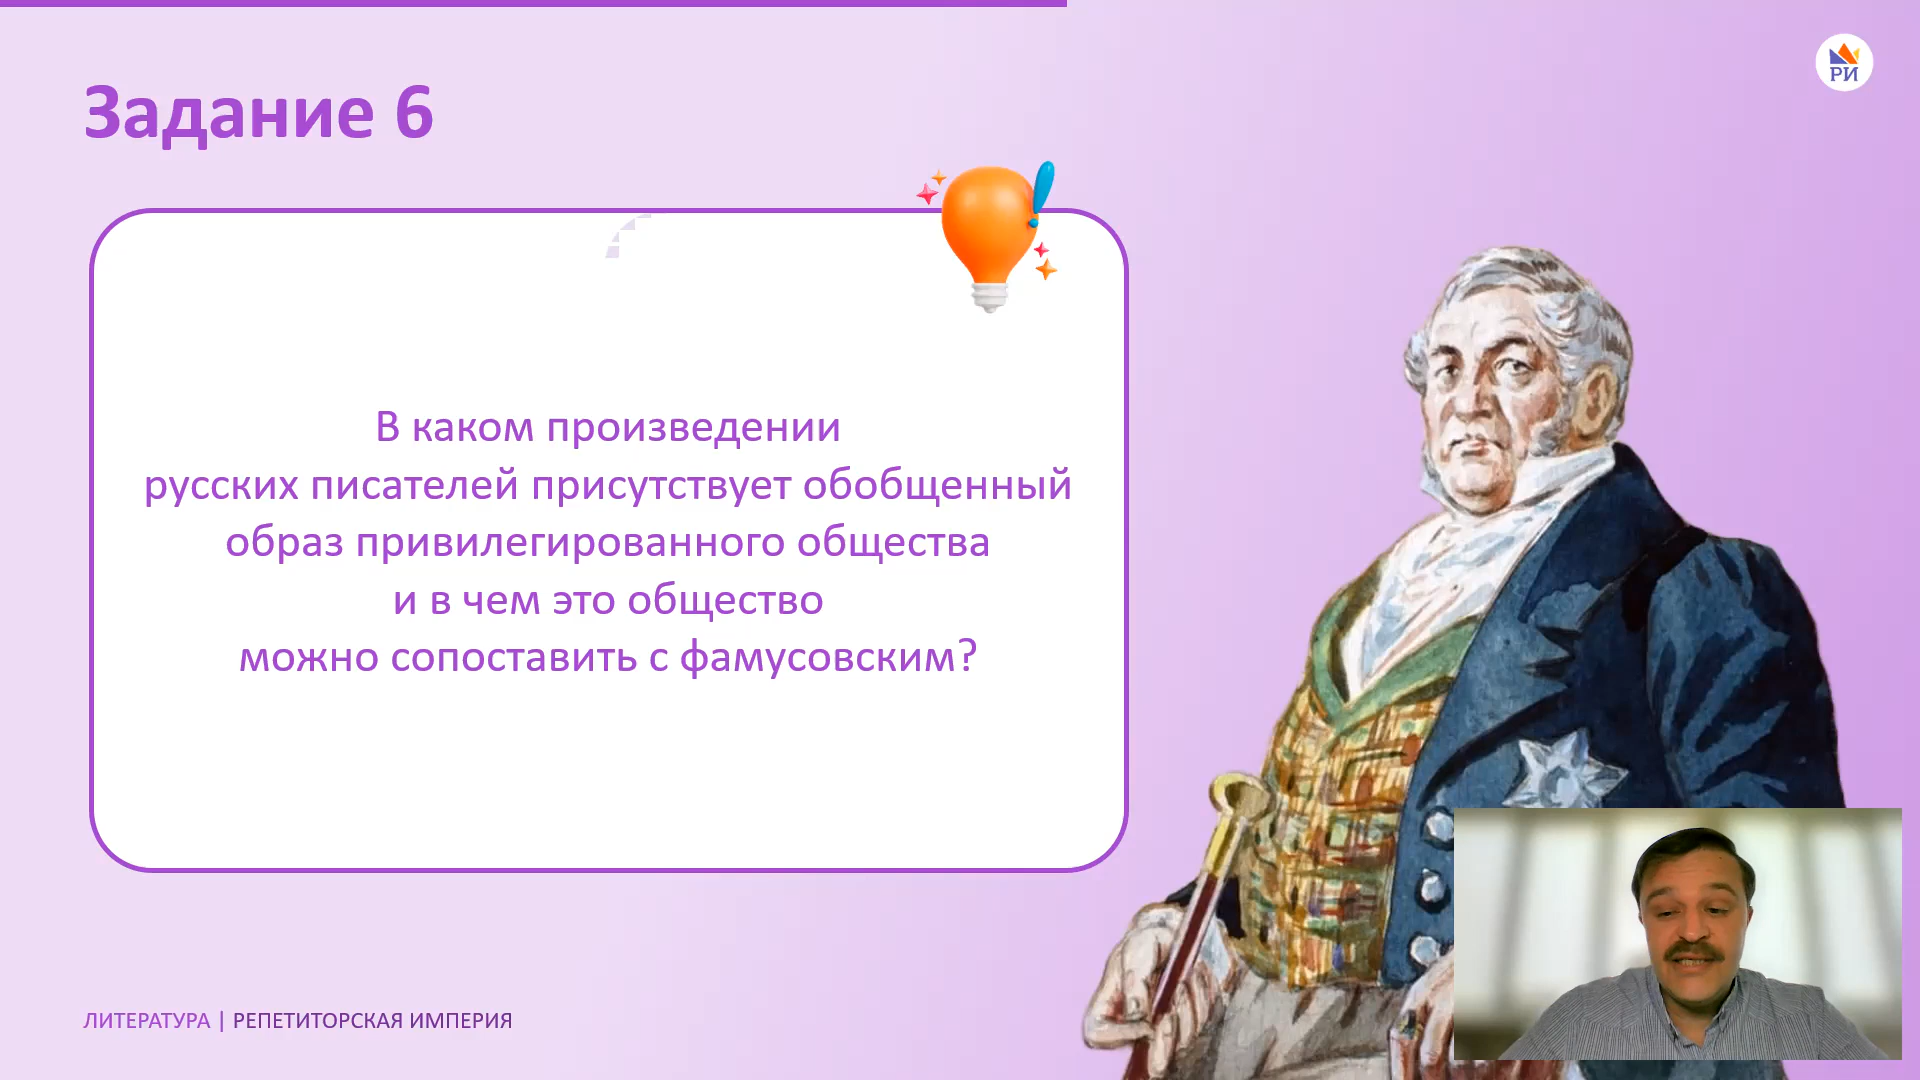 РИ
Задание 6
В каком произведении
русских писателей присутствует обобщенный
образ привилегированного общества
и в чем это общество
можно сопоставить с фамусовским?
ЛИТЕРАТУРА | РЕПЕТИТОРСКАЯ ИМПЕРИЯ